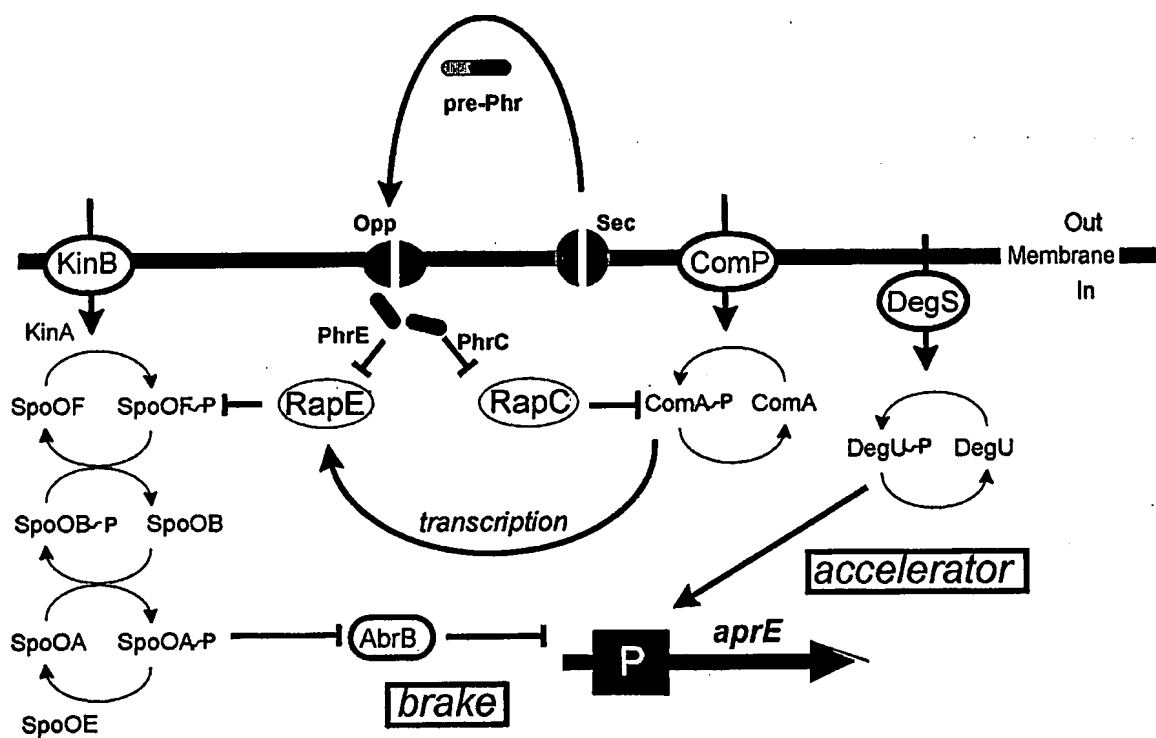 pre-Phr
Opp
Sec
Out
KinB
ComP
Membrane
In
DegS
KinA
PhrE
PhrC
SpoOF
SpoOF~P
RapE
RapC
ComA~P
ComA
DegU~P
DegU
SpoOB~P
SpoOB
transcription
accelerator
SpoOA
SpoOA~P
AbrB
P
aprE
brake
SpoOE